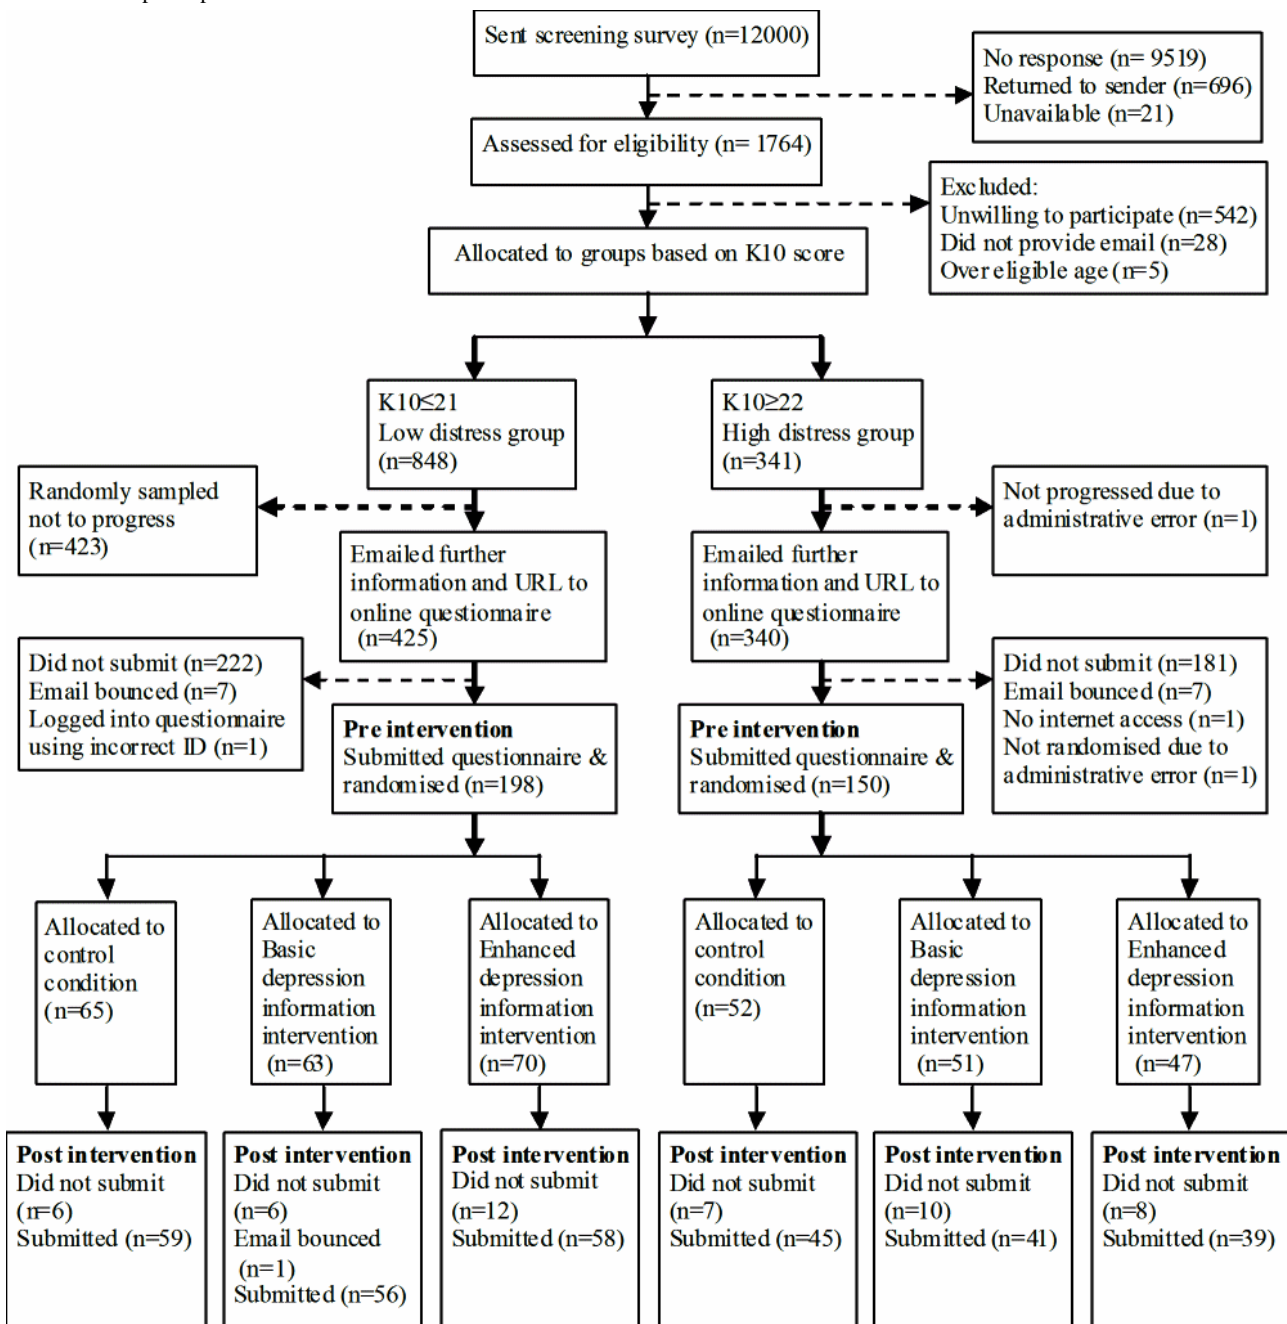 Sent screening survey (n=12000)
No response (n= 9519)
Returned to sender (n=696)
Unavailable (n=21)
Assessed for eligibility (n= 1764)
Excluded:
Unwilling to participate (n=542)
Did not provide email (n=28)
Over eligible age (n=5)
Allocated to groups based on K10 score
K10≤21
Low distress group
(n=848)
K10≥22
High distress group
(n=341)
Randomly sampled
not to progress
(n=423)
Not progressed due to
administrative error (n=1)
Emailed further
information and URL to
online questionnaire
(n=425)
Emailed further
information and URL to
online questionnaire
(n=340)
Did not submit (n=222)
Email bounced (n=7)
Logged into questionnaire
using incorrect ID (n=1)
Did not submit (n=181)
Email bounced (n=7)
No internet access (n=1)
Not randomised due to
administrative error (n=1)
Pre intervention
Submitted questionnaire &
randomised (n=198)
Pre intervention
Submitted questionnaire &
randomised (n=150)
Allocated to
control
condition
(n=65)
Allocated to
Basic
depression
information
intervention
(n=63)
Allocated to
Enhanced
depression
information
intervention
(n=70)
Allocated to
control
condition
(n=52)
Allocated to
Basic
depression
information
intervention
(n=51)
Allocated to
Enhanced
depression
information
intervention
(n=47)
Post intervention
Did not submit
(n=6)
Submitted (n=59)
Post intervention
Did not submit
(n=6)
Email bounced
(n=1)
Submitted (n=56)
Post intervention
Did not submit
(n=12)
Submitted (n=58)
Post intervention
Did not submit
(n=7)
Submitted (n=45)
Post intervention
Did not submit
(n=10)
Submitted (n=41)
Post intervention
Did not submit
(n=8)
Submitted (n=39)